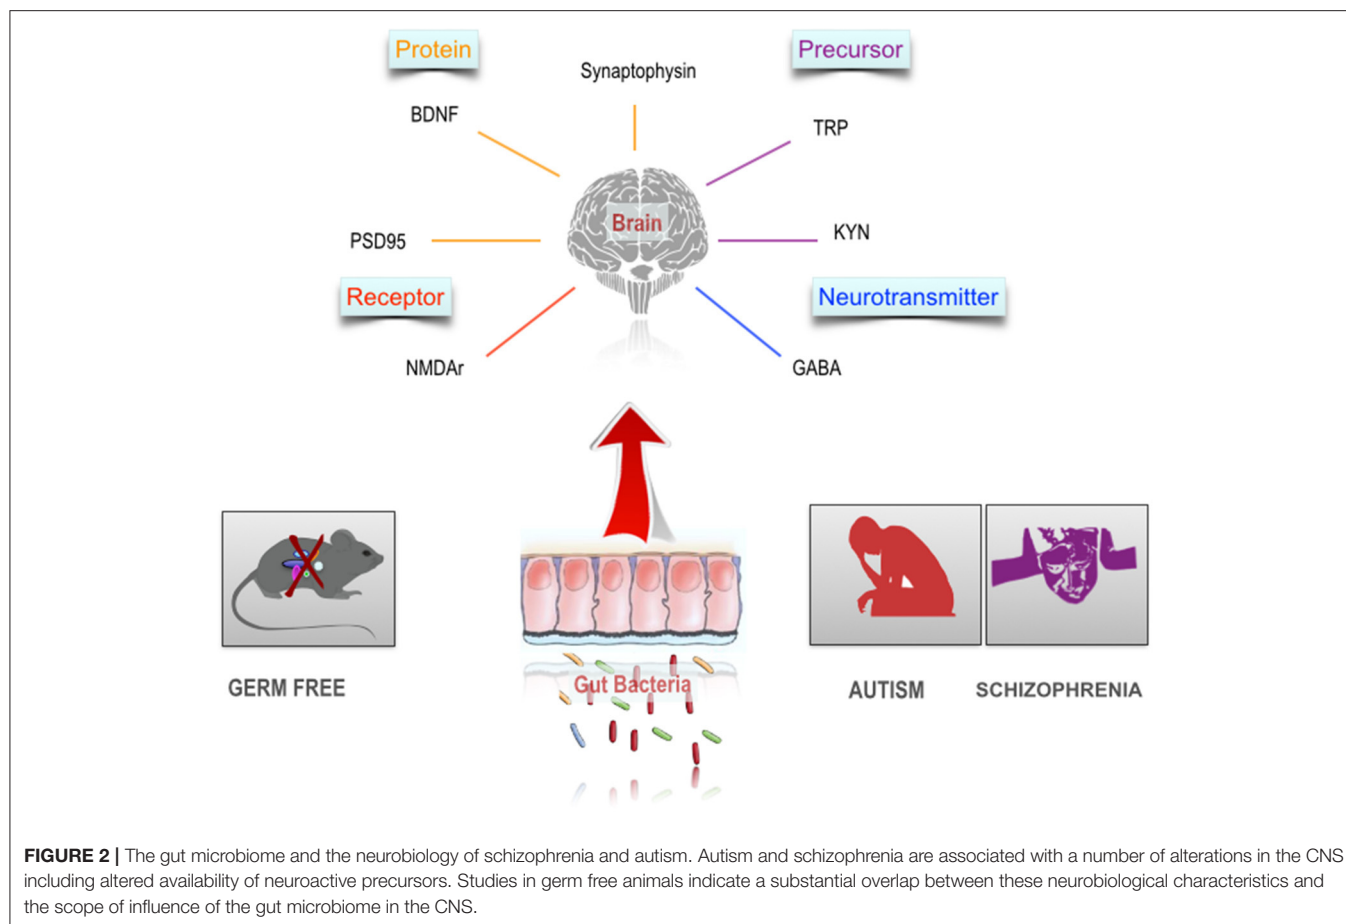 Protein
Synaptophysin
Precursor
BDNF
TRP
Brain
PSD95
KYN
Receptor
Neurotransmitter
NMDAr
GABA
Gut Bacteria
GERM FREE
AUTISM
SCHIZOPHRENIA
FIGURE 2 | The gut microbiome and the neurobiology of schizophrenia and autism. Autism and schizophrenia are associated with a number of alterations in the CNS
including altered availability of neuroactive precursors. Studies in germ free animals indicate a substantial overlap between these neurobiological characteristics and
the scope of influence of the gut microbiome in the CNS.